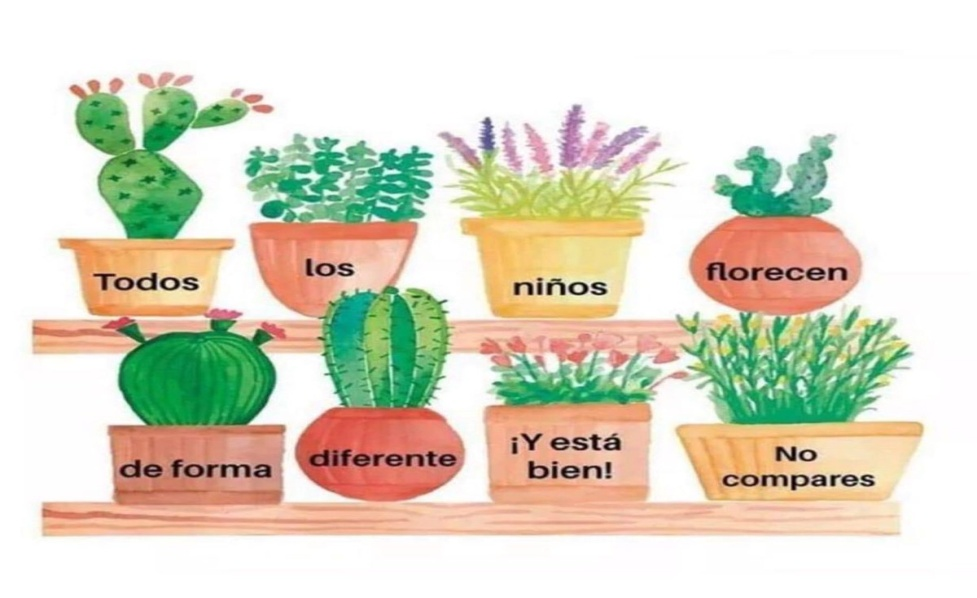 Todos
los
niños
florecen
de forma
diferente
¡Y está
bien!
No
compares